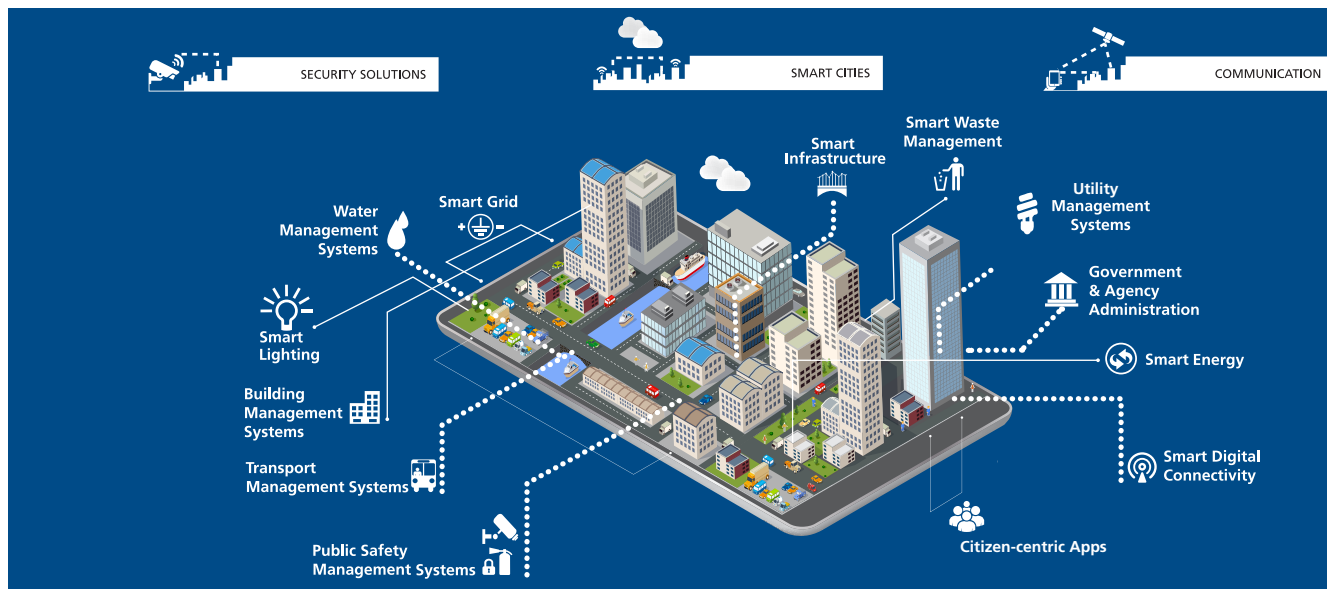 SECURITY SOLUTIONS
SMART CITIES
COMMUNICATION
Smart Waste
Management
Smart
Infrastructure
Utility
Management
Systems
Smart Grid
Water
Management
Systems
Government
& Agency
Administration
Smart
Lighting
Smart Energy
Building
Management
Systems
Transport
Management Systems
Smart Digital
Connectivity
Public Safety
Management Systems
Citizen-centric Apps